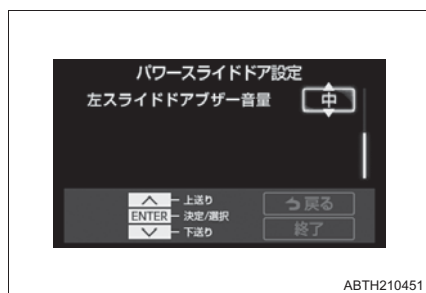 パワースライドドア設定
左スライドドアブザー音量 中
上送り
ENTER 決定/選択
下送り
戻る
終了
ABTH210451